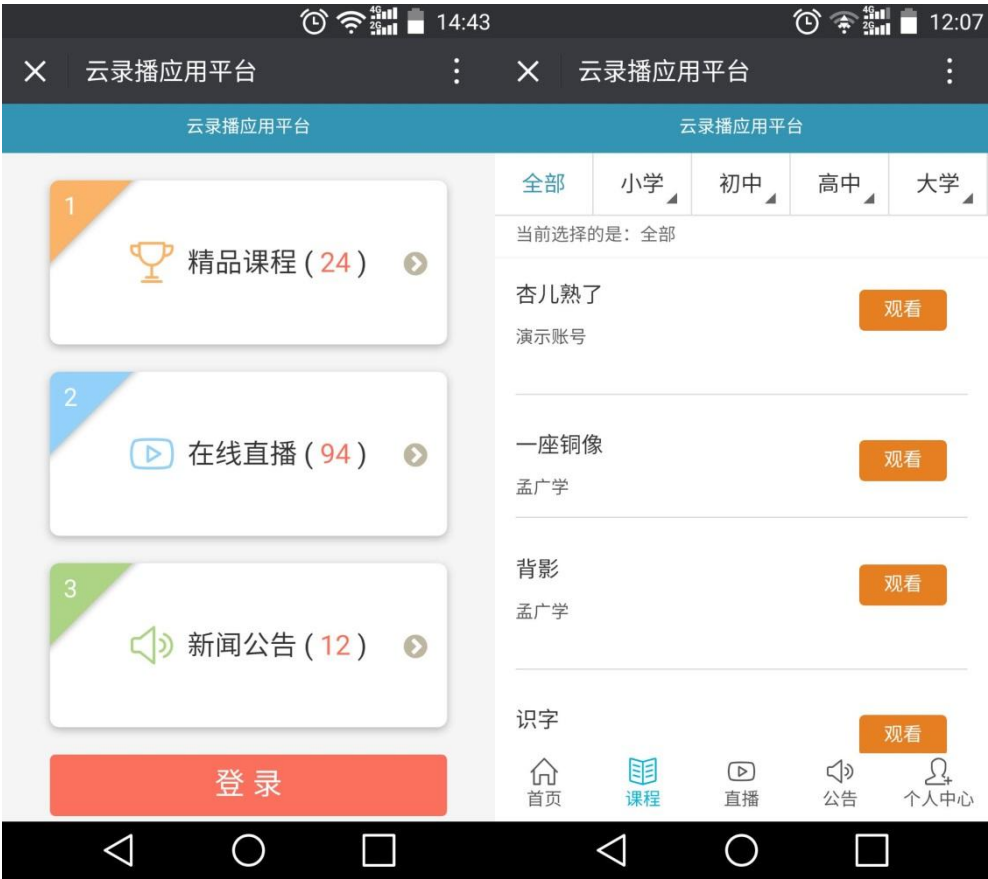 4G
2G
14:43
云录播应用平台
云录播应用平台
1
精品课程(24)
2
在线直播(94)
3
新闻公告(12)
登录
4G
2G
12:07
云录播应用平台
云录播应用平台
全部 小学 初中 高中 大学
当前选择的是：全部
杏儿熟了
观看
演示账号
一座铜像
观看
孟广学
背影
观看
孟广学
识字
观看
首页 课程 直播 公告 个人中心